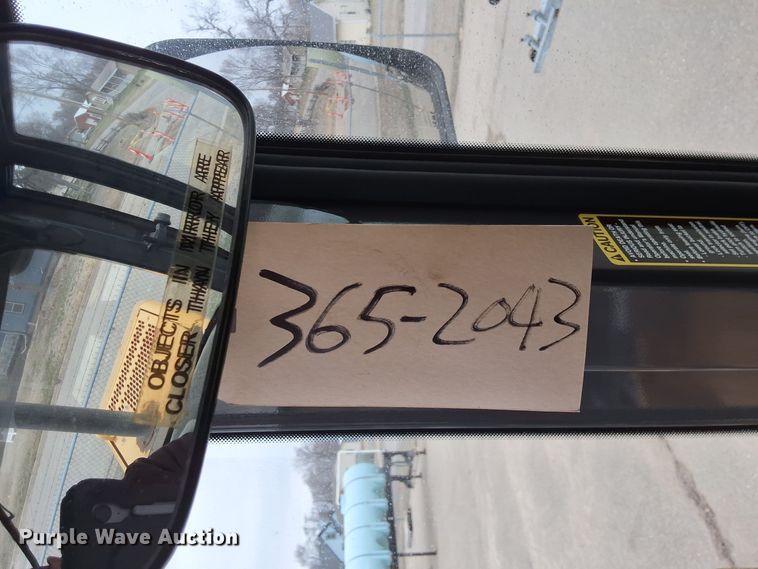 OBJECTS IN MIRROR ARE
CLOSER THAN THEY APPEAR
CAUTION
365-2043
Purple Wave Auction